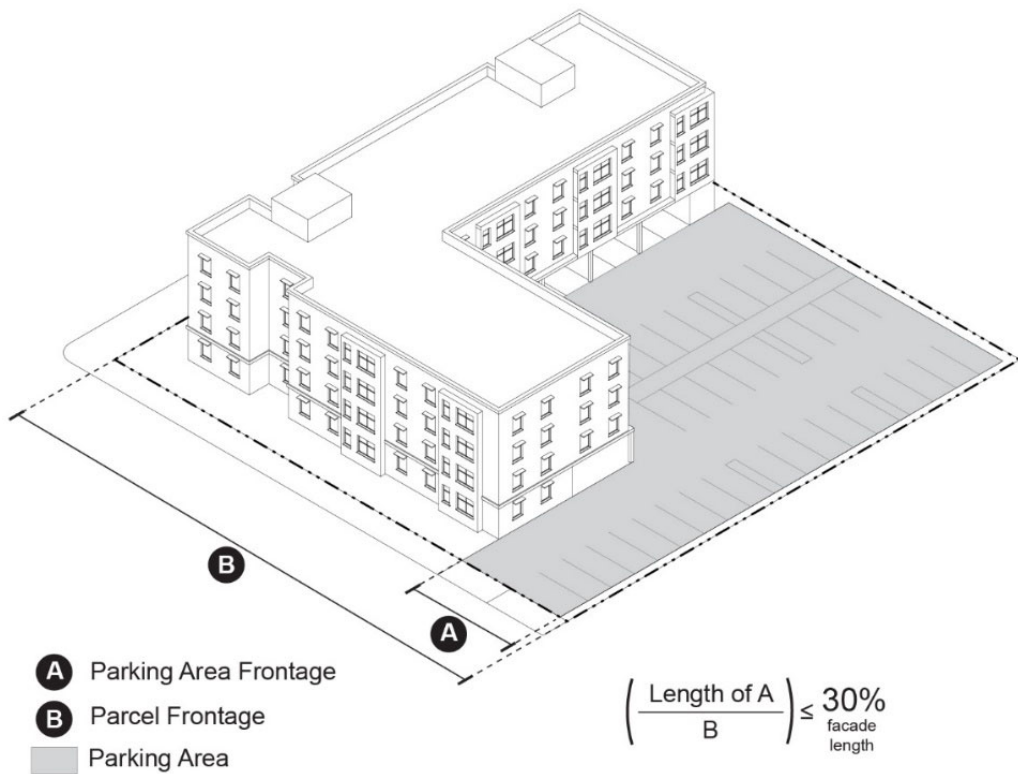 B
A
A Parking Area Frontage
B Parcel Frontage
Parking Area
( Length of A / B ) ≤ 30%
facade
length